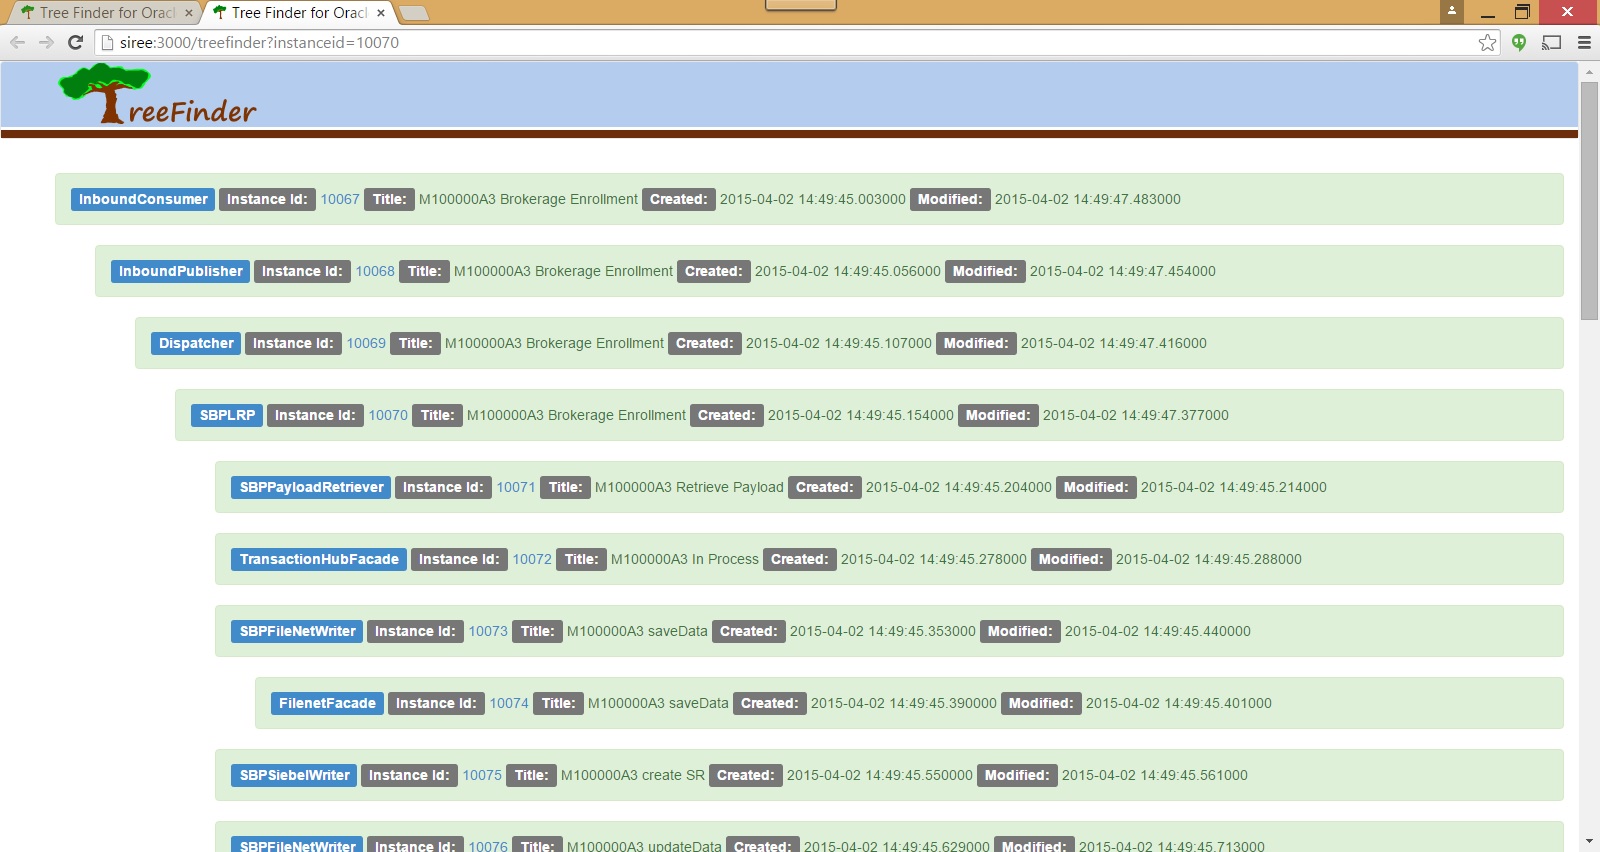 Tree Finder for Orac
Tree Finder for Orac
siree:3000/treefinder?instanceid=10070
reeFinder
InboundConsumer Instance Id: 10067 Title: M100000A3 Brokerage Enrollment Created: 2015-04-02 14:49:45.003000 Modified: 2015-04-02 14:49:47.483000
InboundPublisher Instance Id: 10068 Title: M100000A3 Brokerage Enrollment Created: 2015-04-02 14:49:45.056000 Modified: 2015-04-02 14:49:47.454000
Dispatcher Instance Id: 10069 Title: M100000A3 Brokerage Enrollment Created: 2015-04-02 14:49:45.107000 Modified: 2015-04-02 14:49:47.416000
SBPLRP Instance Id: 10070 Title: M100000A3 Brokerage Enrollment Created: 2015-04-02 14:49:45.154000 Modified: 2015-04-02 14:49:47.377000
SBPPayloadRetriever Instance Id: 10071 Title: M100000A3 Retrieve Payload Created: 2015-04-02 14:49:45.204000 Modified: 2015-04-02 14:49:45.214000
TransactionHubFacade Instance Id: 10072 Title: M100000A3 In Process Created: 2015-04-02 14:49:45.278000 Modified: 2015-04-02 14:49:45.288000
SBPFileNetWriter Instance Id: 10073 Title: M100000A3 saveData Created: 2015-04-02 14:49:45.353000 Modified: 2015-04-02 14:49:45.440000
FilenetFacade Instance Id: 10074 Title: M100000A3 saveData Created: 2015-04-02 14:49:45.390000 Modified: 2015-04-02 14:49:45.401000
SBPSiebelWriter Instance Id: 10075 Title: M100000A3 create SR Created: 2015-04-02 14:49:45.550000 Modified: 2015-04-02 14:49:45.561000
SBPFileNetWriter Instance Id: 10076 Title: M100000A3 updateData Created: 2015-04-02 14:49:45.629000 Modified: 2015-04-02 14:49:45.713000